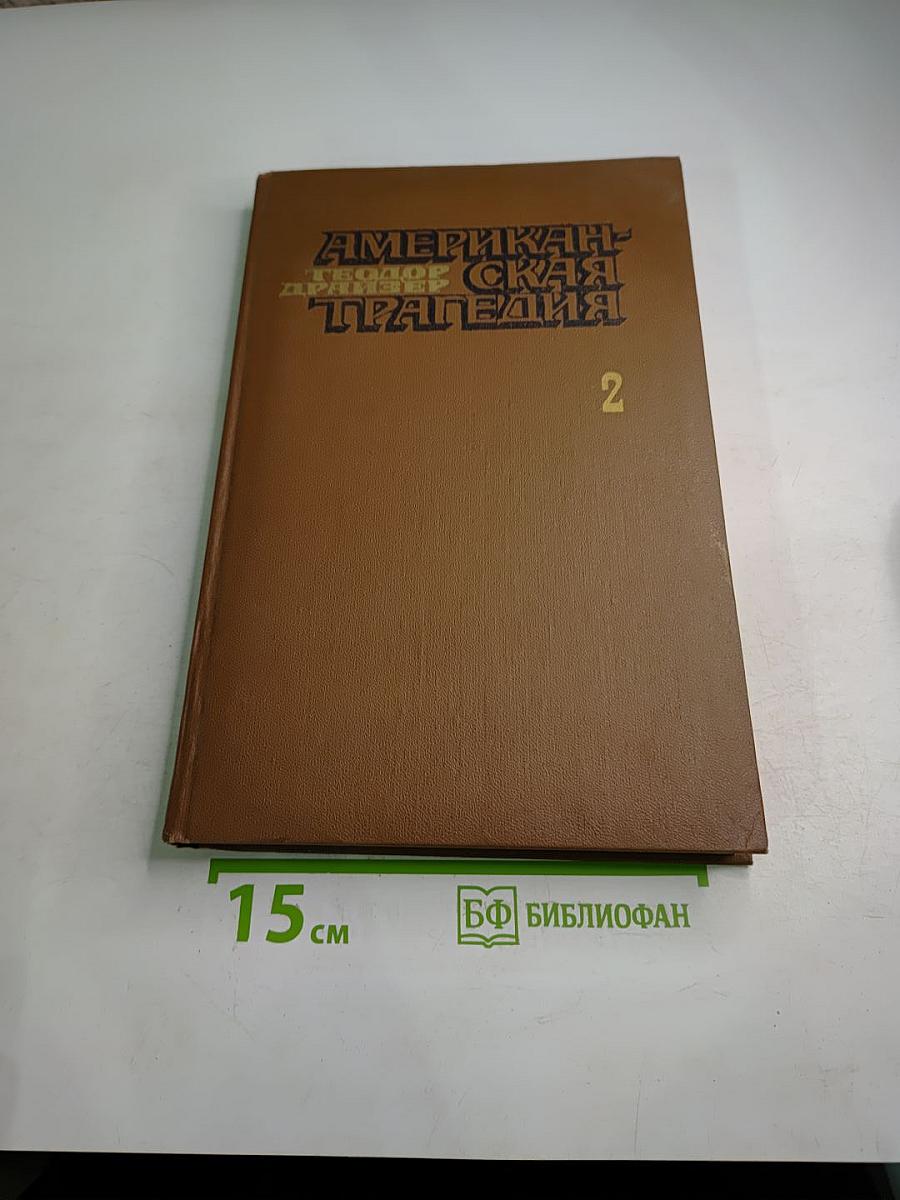 АМЕРИКАН-
ТЕОДОР
ДРАЙЗЕР
СКАЯ
ТРАГЕДИЯ
2
15 см
БФ БИБЛИОФАН